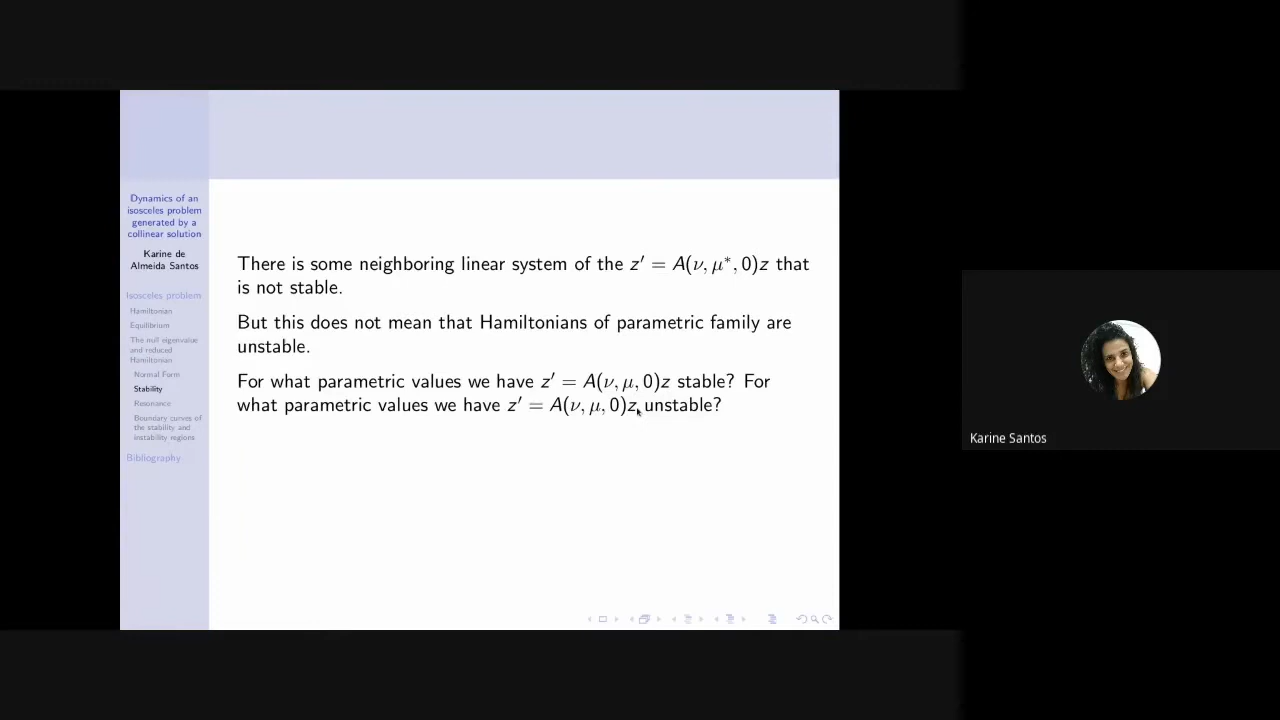 Dynamics of an
isosceles problem
generated by a
collinear solution
Karine de
Almeida Santos
Isosceles problem
Hamiltonian
Equilibrium
The null eigenvalue
and reduced
Hamiltonian
Normal Form
Stability
Resonance
Boundary curves of
the stability and
instability regions
Bibliography
There is some neighboring linear system of the z′ = A(ν, μ*, 0)z that
is not stable.
But this does not mean that Hamiltonians of parametric family are
unstable.
For what parametric values we have z′ = A(ν, μ, 0)z stable? For
what parametric values we have z′ = A(ν, μ, 0)z unstable?
Karine Santos